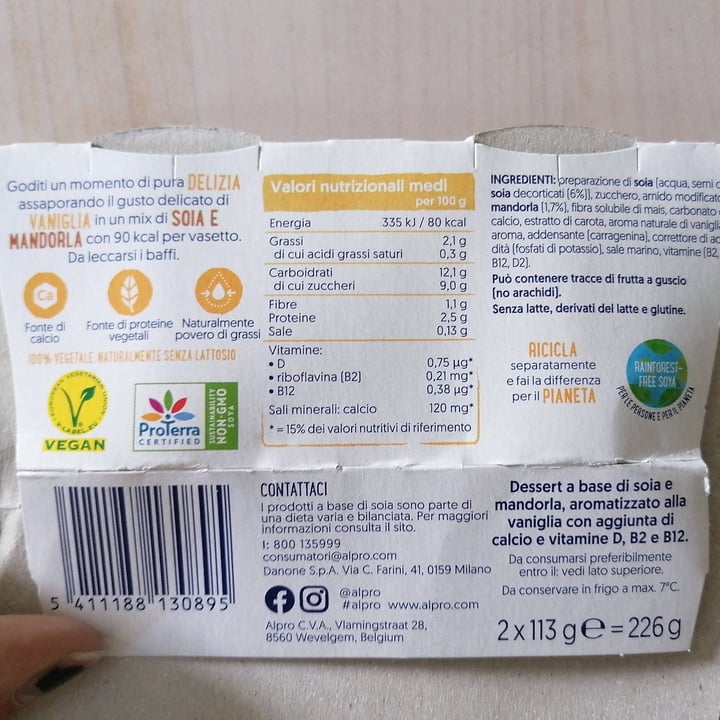 Goditi un momento di pura DELIZIA
assaporando il gusto delicato di
VANIGLIA in un mix di SOIA E
MANDORLA con 90 kcal per vasetto.
Da leccarsi i baffi.
Ca
Fonte di
calcio
Fonte di proteine
vegetali
Naturalmente
povero di grassi
100% VEGETALE, NATURALMENTE SENZA LATTOSIO
EUROPEAN VEGETARIAN UNION
V-LABEL.EU
VEGAN
ProTerra
CERTIFIED
SUSTAINABILITY
NON-GMO
SOYA
Valori nutrizionali medi
per 100 g
Energia 335 kJ / 80 kcal
Grassi 2,1 g
di cui acidi grassi saturi 0,3 g
Carboidrati 12,1 g
di cui zuccheri 9,0 g
Fibre 1,1 g
Proteine 2,5 g
Sale 0,13 g
Vitamine:
• D 0,75 µg*
• riboflavina (B2) 0,21 mg*
• B12 0,38 µg*
Sali minerali: calcio 120 mg*
* = 15% dei valori nutritivi di riferimento
INGREDIENTI: preparazione di soia (acqua, semi d
soia decorticati (6%)), zucchero, amido modificato
mandorla (1,7%), fibra solubile di mais, carbonato
calcio, estratto di carota, aroma naturale di vanigli
aroma, addensante (carragenina), correttore di ac
dità (fosfati di potassio), sale marino, vitamine (B2,
B12, D2).
Può contenere tracce di frutta a guscio
(no arachidi).
Senza latte, derivati del latte e glutine.
RICICLA
separatamente
e fai la differenza
per il PIANETA
RAINFOREST-
FREE SOYA
PER LE PERSONE E PER IL PIANETA
5 411188 130895
CONTATTACI
I prodotti a base di soia sono parte di
una dieta varia e bilanciata. Per maggiori
informazioni consulta il sito.
I: 800 135999
consumatori@alpro.com
Danone S.p.A. Via C. Farini, 41, 0159 Milano
@alpro
#alpro www.alpro.com
Alpro C.V.A., Vlamingstraat 28,
8560 Wevelgem, Belgium
Dessert a base di soia e
mandorla, aromatizzato alla
vaniglia con aggiunta di
calcio e vitamine D, B2 e B12.
Da consumarsi preferibilmente
entro il: vedi lato superiore.
Da conservare in frigo a max. 7°C.
2 x 113 g e = 226 g